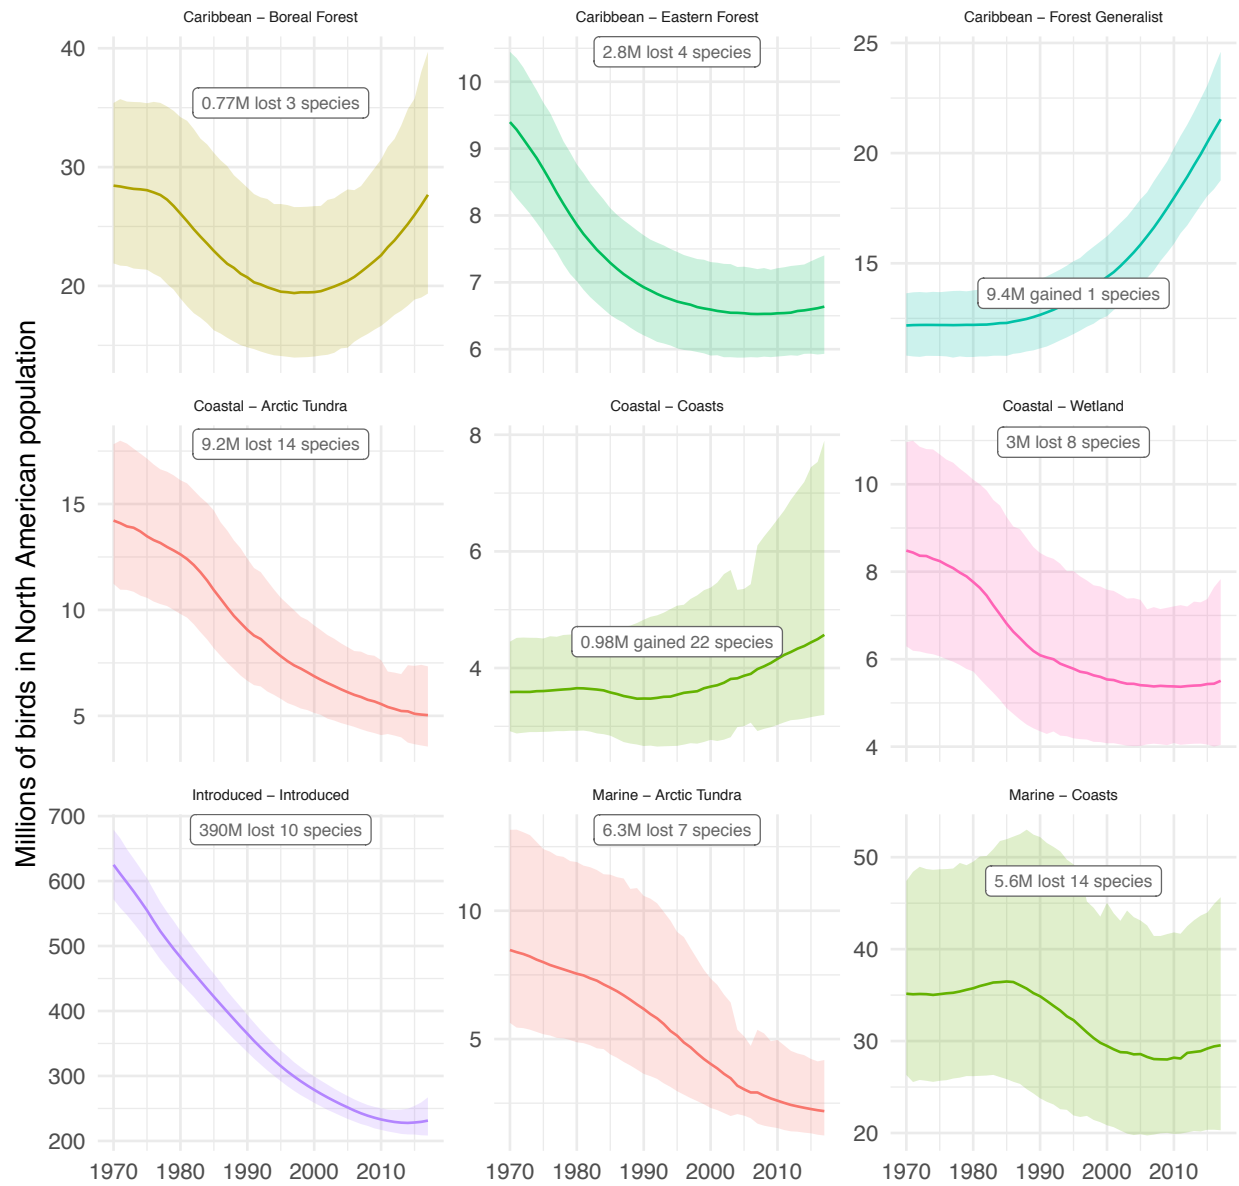 Caribbean – Boreal Forest
Caribbean – Eastern Forest
Caribbean – Forest Generalist
40
30
20
0.77M lost 3 species
10
9
8
7
6
2.8M lost 4 species
25
20
15
9.4M gained 1 species
Millions of birds in North American population
Coastal – Arctic Tundra
Coastal – Coasts
Coastal – Wetland
15
10
5
9.2M lost 14 species
8
6
4
0.98M gained 22 species
10
8
6
4
3M lost 8 species
Introduced – Introduced
Marine – Arctic Tundra
Marine – Coasts
700
600
500
400
300
200
390M lost 10 species
10
5
6.3M lost 7 species
50
40
30
20
5.6M lost 14 species
1970 1980 1990 2000 2010
1970 1980 1990 2000 2010
1970 1980 1990 2000 2010